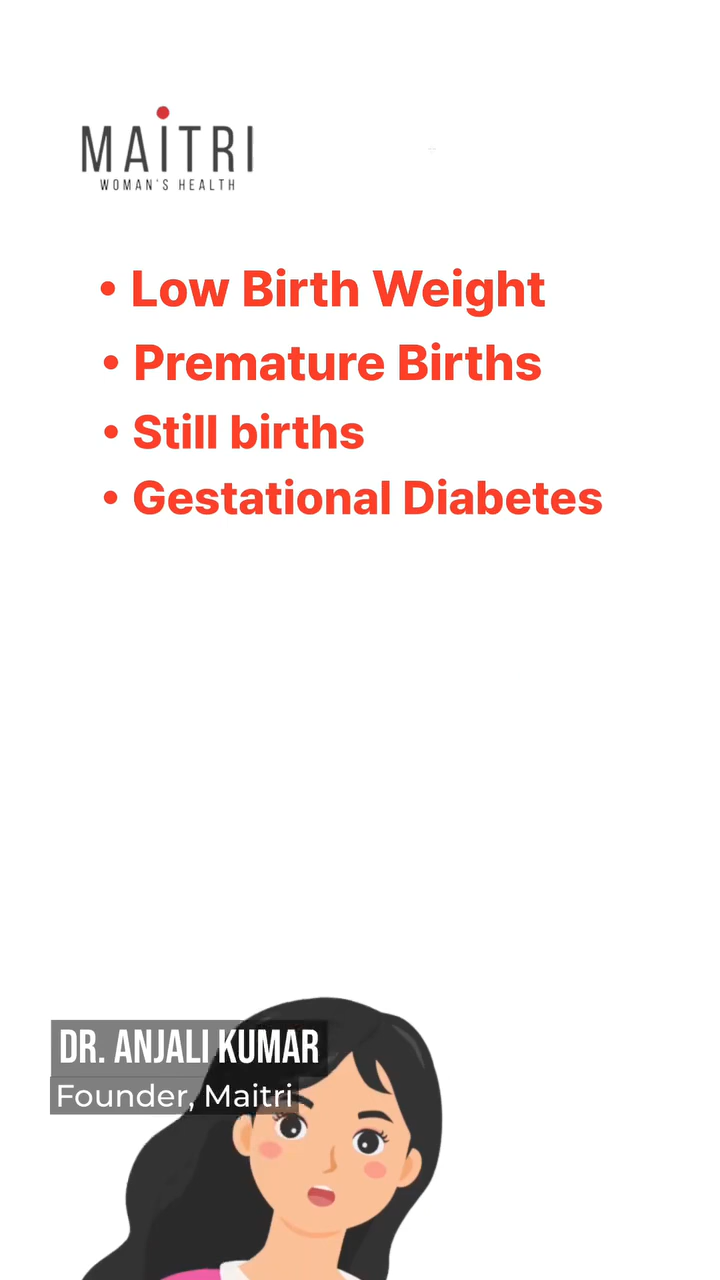 MAITRI
WOMAN'S HEALTH
• Low Birth Weight
• Premature Births
• Still births
• Gestational Diabetes
DR. ANJALI KUMAR
Founder, Maitri